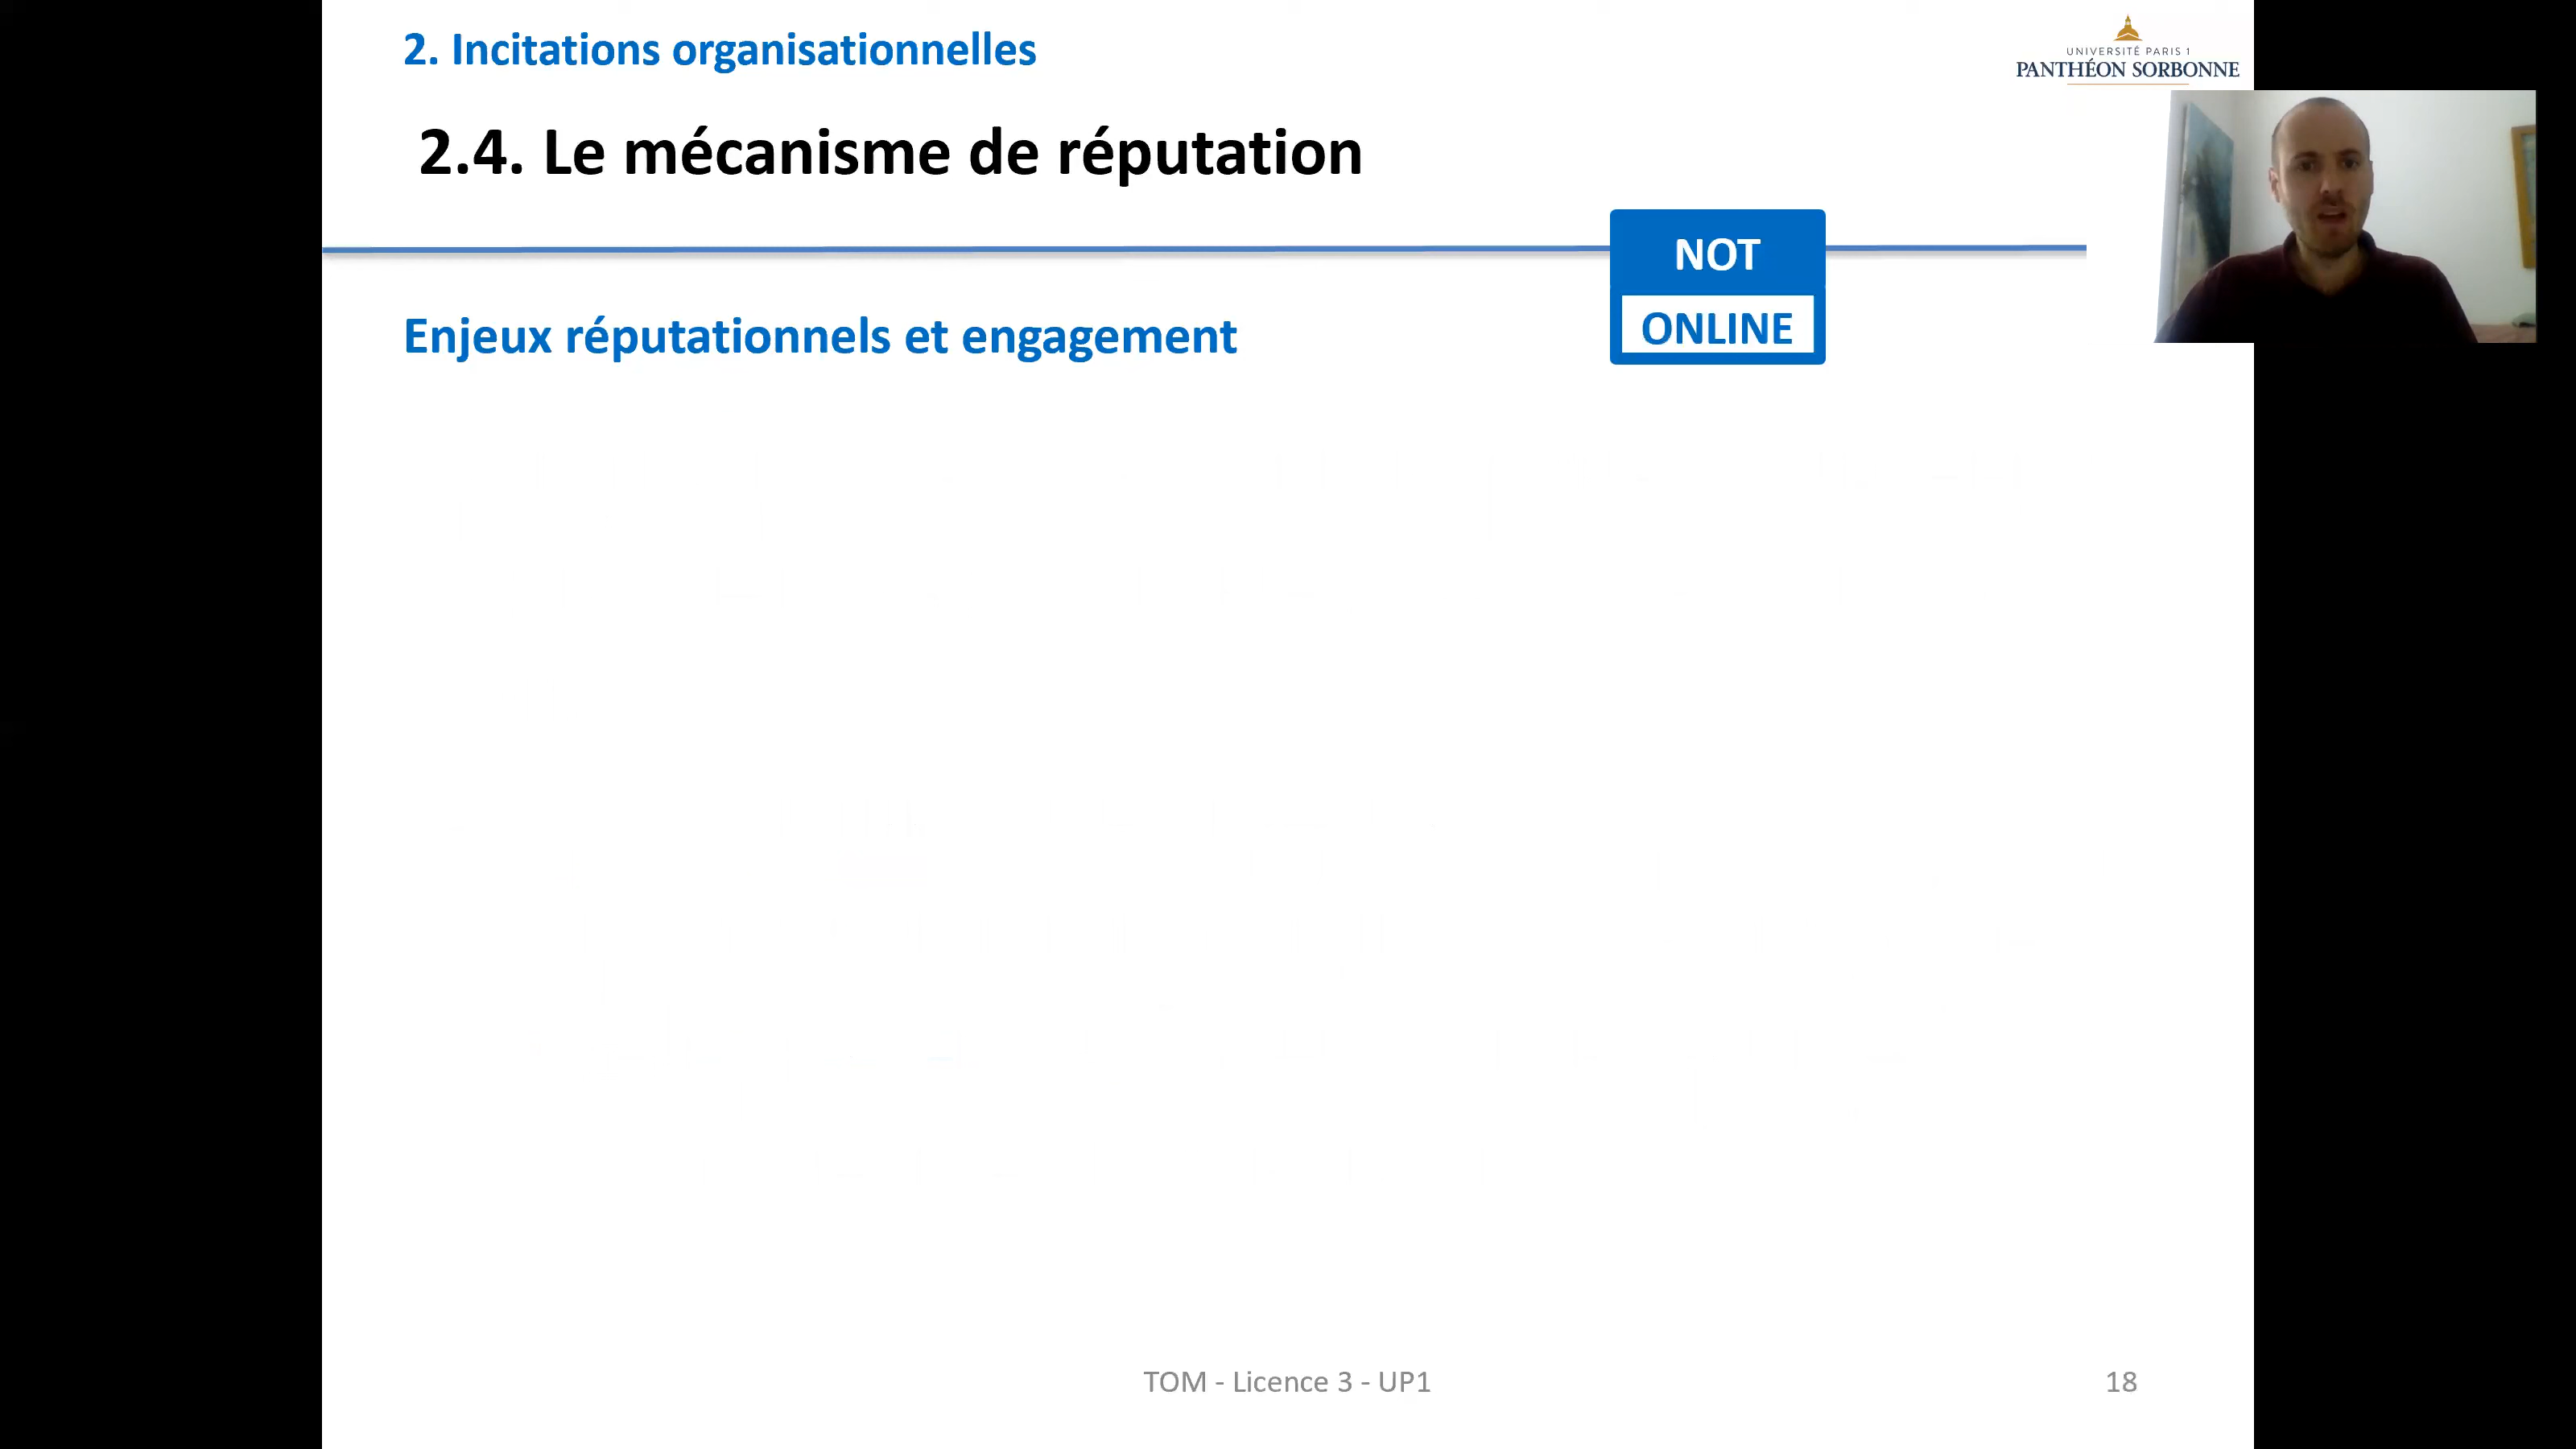 2. Incitations organisationnelles
UNIVERSITÉ PARIS 1
PANTHÉON SORBONNE
2.4. Le mécanisme de réputation
NOT
ONLINE
Enjeux réputationnels et engagement
TOM - Licence 3 - UP1
18